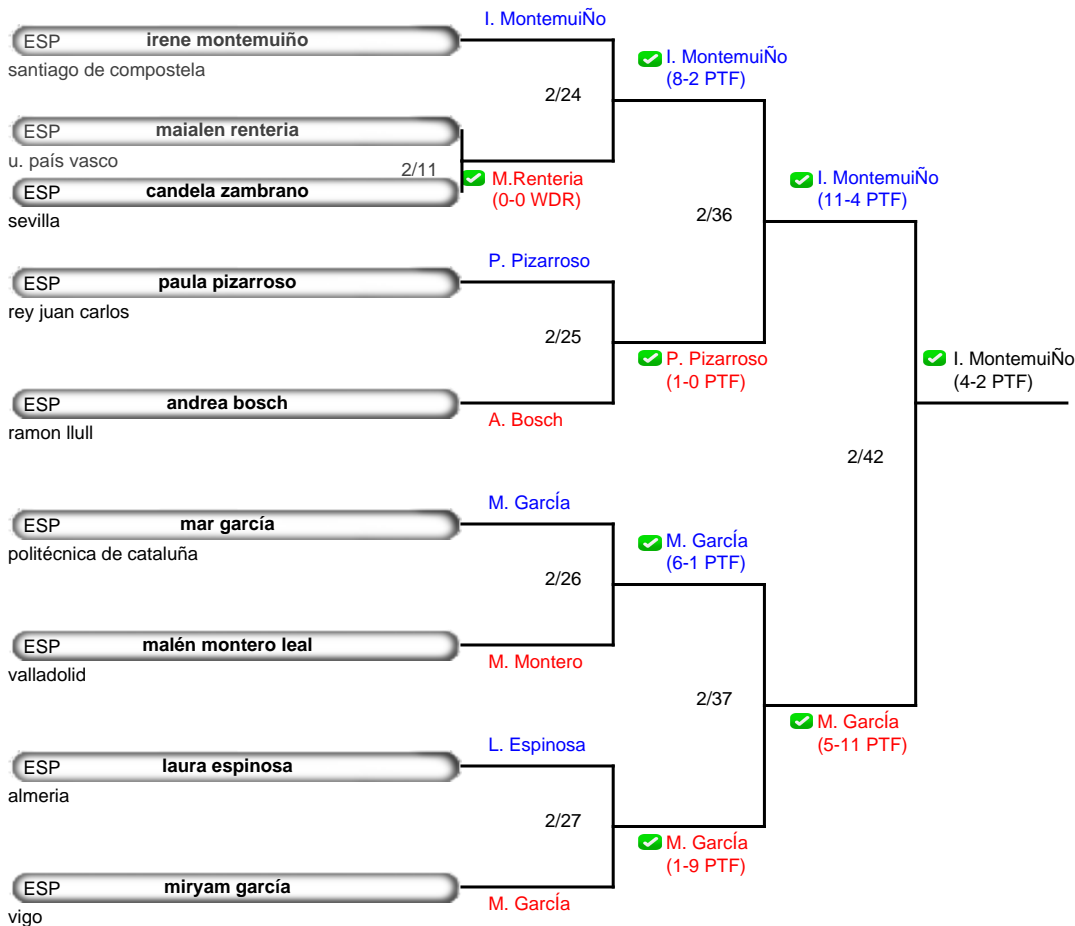 I. MontemuiÑo
ESP irene montemuiño
santiago de compostela
I. MontemuiÑo
(8-2 PTF)
2/24
ESP maialen renteria
u. país vasco
2/11
M.Renteria
(0-0 WDR)
ESP candela zambrano
sevilla
I. MontemuiÑo
(11-4 PTF)
2/36
P. Pizarroso
ESP paula pizarroso
rey juan carlos
2/25
P. Pizarroso
(1-0 PTF)
I. MontemuiÑo
(4-2 PTF)
ESP andrea bosch
A. Bosch
ramon llull
2/42
M. GarcÍa
ESP mar garcía
politécnica de cataluña
M. GarcÍa
(6-1 PTF)
2/26
ESP malén montero leal
M. Montero
valladolid
2/37
M. GarcÍa
(5-11 PTF)
L. Espinosa
ESP laura espinosa
almeria
2/27
M. GarcÍa
(1-9 PTF)
ESP miryam garcía
M. GarcÍa
vigo